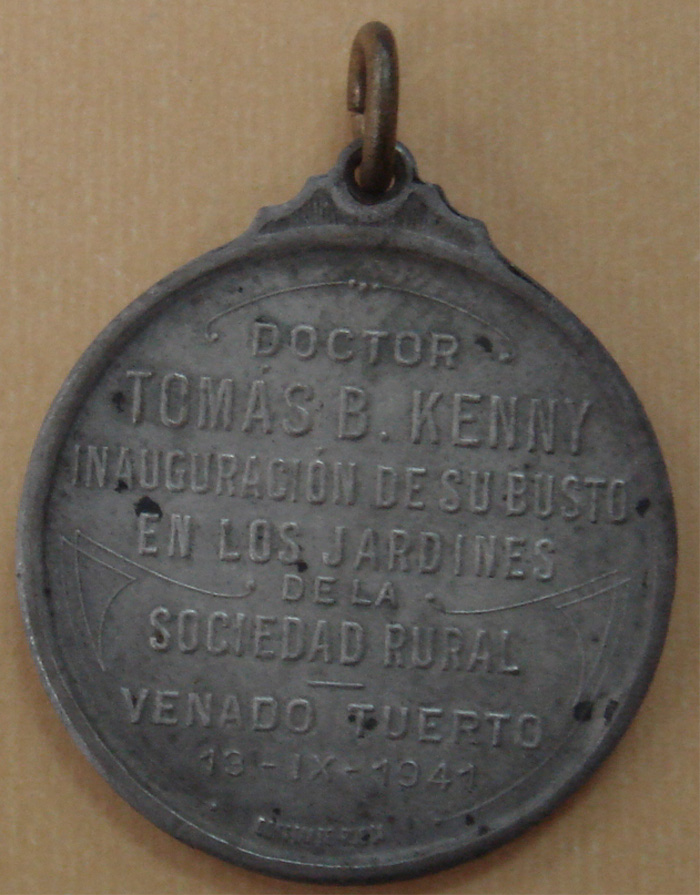 DOCTOR
TOMÁS B. KENNY
INAUGURACIÓN DE SU BUSTO
EN LOS JARDINES
DE LA
SOCIEDAD RURAL
VENADO TUERTO
13-IX-1941